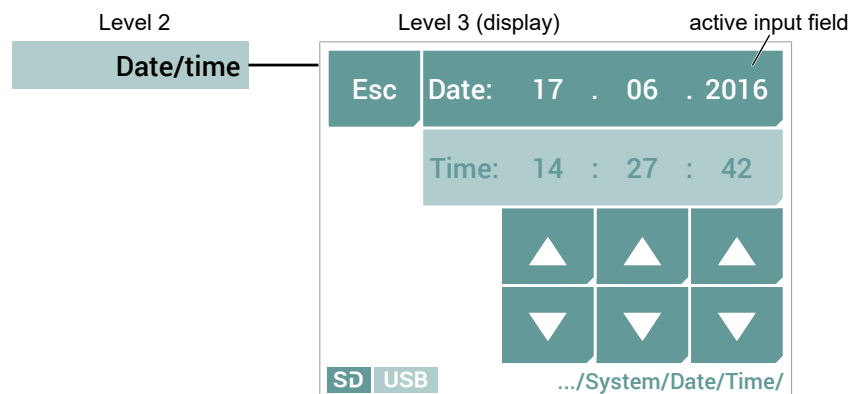 Level 2
Level 3 (display)
active input field
Date/time
Esc
Date: 17 . 06 . 2016
Time: 14 : 27 : 42
SD USB
.../System/Date/Time/